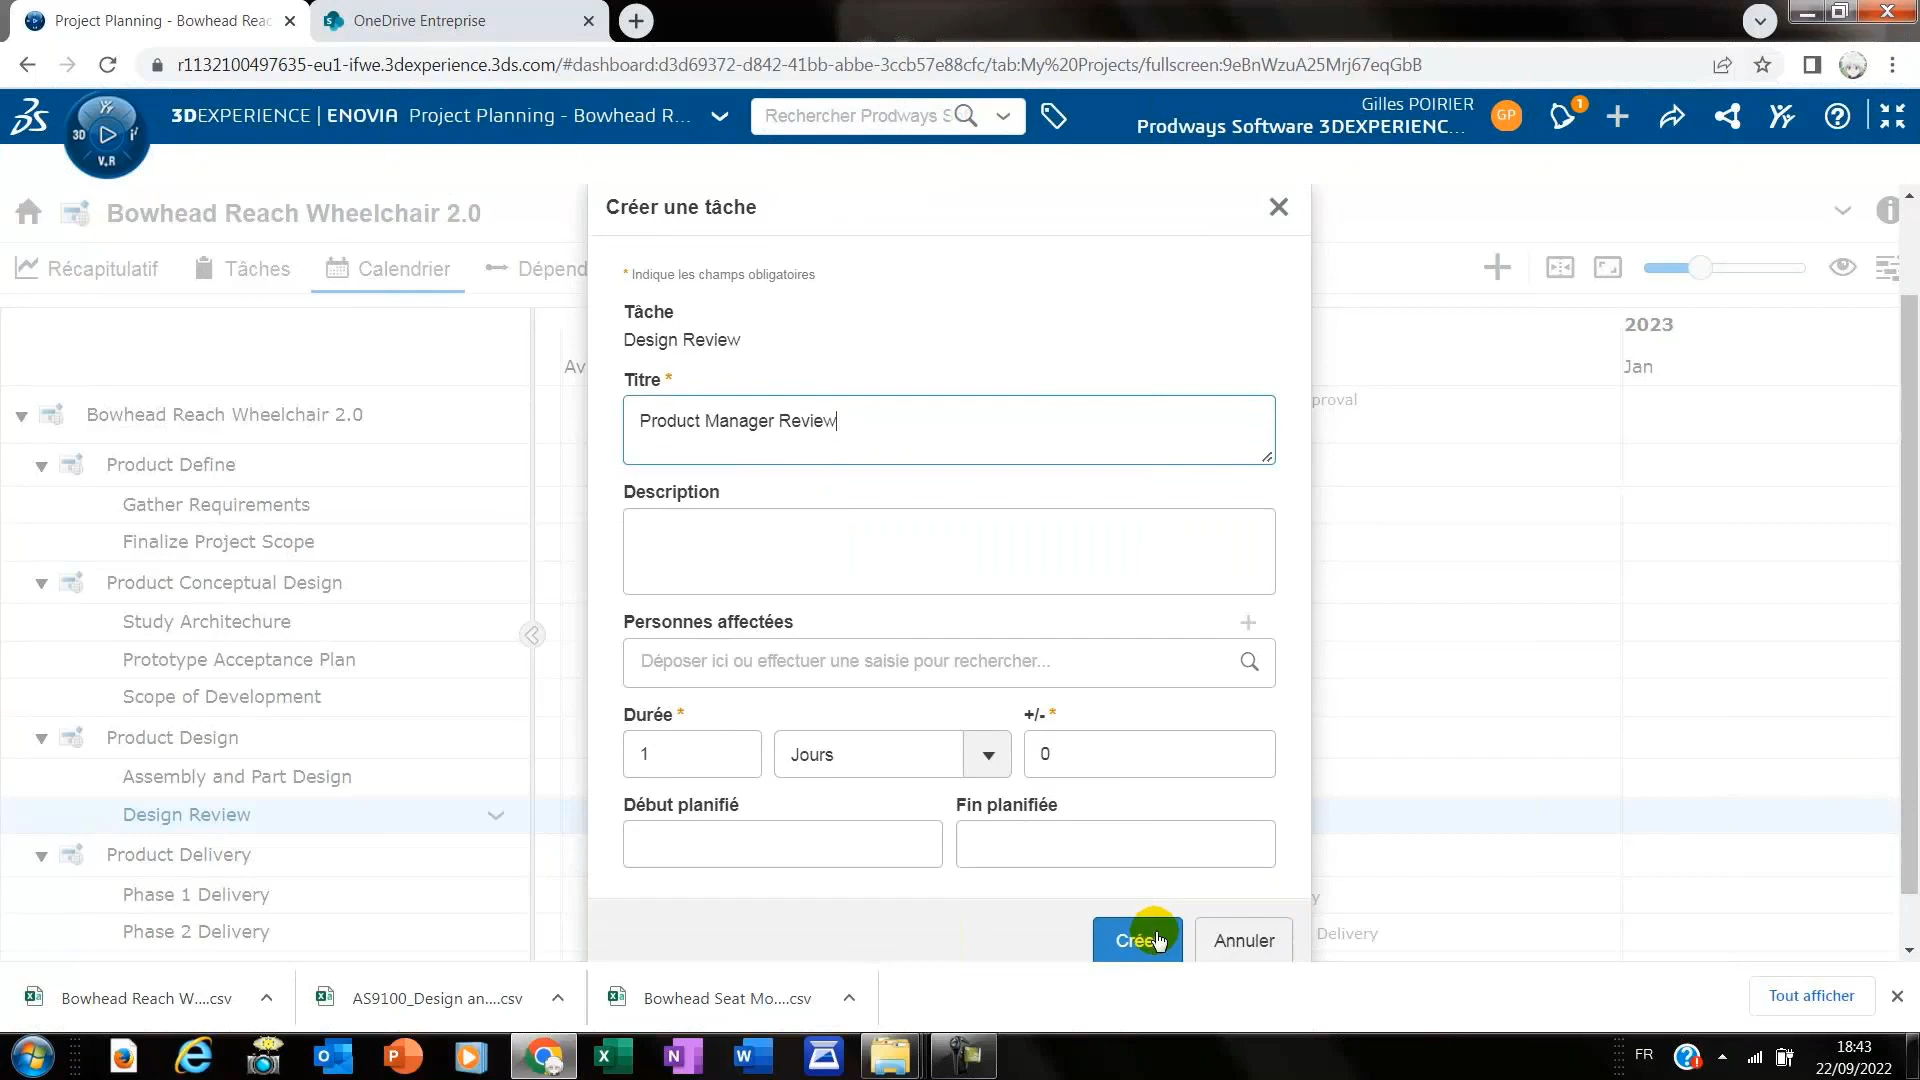 Project Planning - Bowhead Reac
OneDrive Entreprise
r1132100497635-eu1-ifwe.3dexperience.3ds.com/#dashboard:d3d69372-d842-41bb-abbe-3ccb57e88cfc/tab:My%20Projects/fullscreen:9eBnWzuA25Mrj67eqGbB
3DEXPERIENCE | ENOVIA Project Planning - Bowhead R...
Rechercher Prodways S
Gilles POIRIER
Prodways Software 3DEXPERIENC...
GP
1
3D
V,R
Bowhead Reach Wheelchair 2.0
Récapitulatif
Tâches
Calendrier
Dépend
Créer une tâche
* Indique les champs obligatoires
Tâche
Design Review
Titre *
Product Manager Review
Description
Personnes affectées
Déposer ici ou effectuer une saisie pour rechercher...
Durée *
+/- *
1
Jours
0
Début planifié
Fin planifiée
Annuler
Av
2023
Jan
proval
Bowhead Reach Wheelchair 2.0
Product Define
Gather Requirements
Finalize Project Scope
Product Conceptual Design
Study Architechure
Prototype Acceptance Plan
Scope of Development
Product Design
Assembly and Part Design
Design Review
Product Delivery
Phase 1 Delivery
y
Phase 2 Delivery
Delivery
Bowhead Reach W....csv
AS9100_Design an....csv
Bowhead Seat Mo....csv
Tout afficher
FR
18:43
22/09/2022